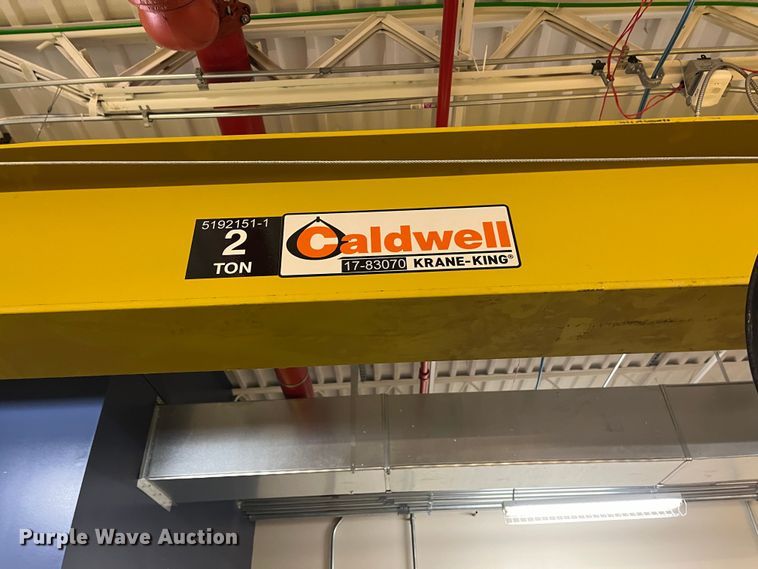 5192151-1
2
TON
Caldwell
17-83070 KRANE-KING®
Purple Wave Auction